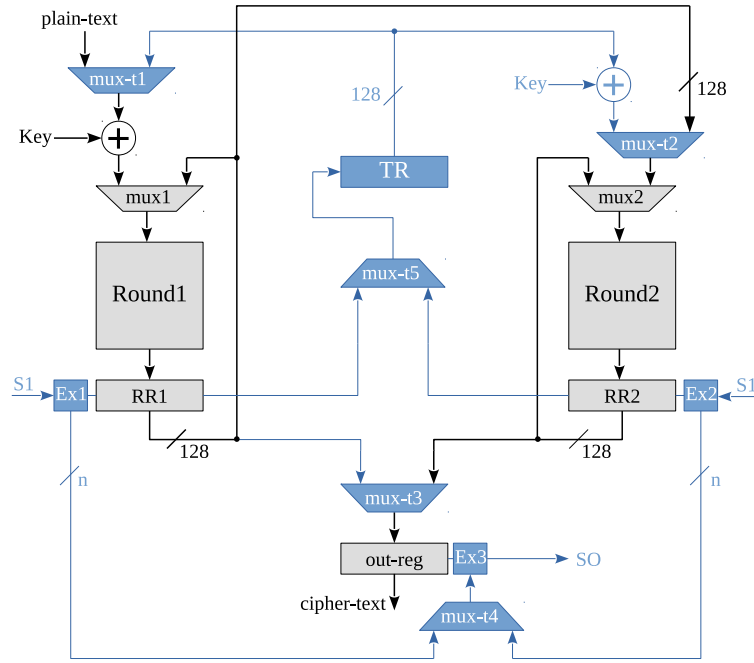 plain-text
mux-t1
128
Key
128
Key
mux-t2
TR
mux1
mux2
mux-t5
Round1
Round2
S1
Ex1
RR1
RR2
Ex2
S1
128
128
n
n
mux-t3
out-reg
Ex3
SO
cipher-text
mux-t4